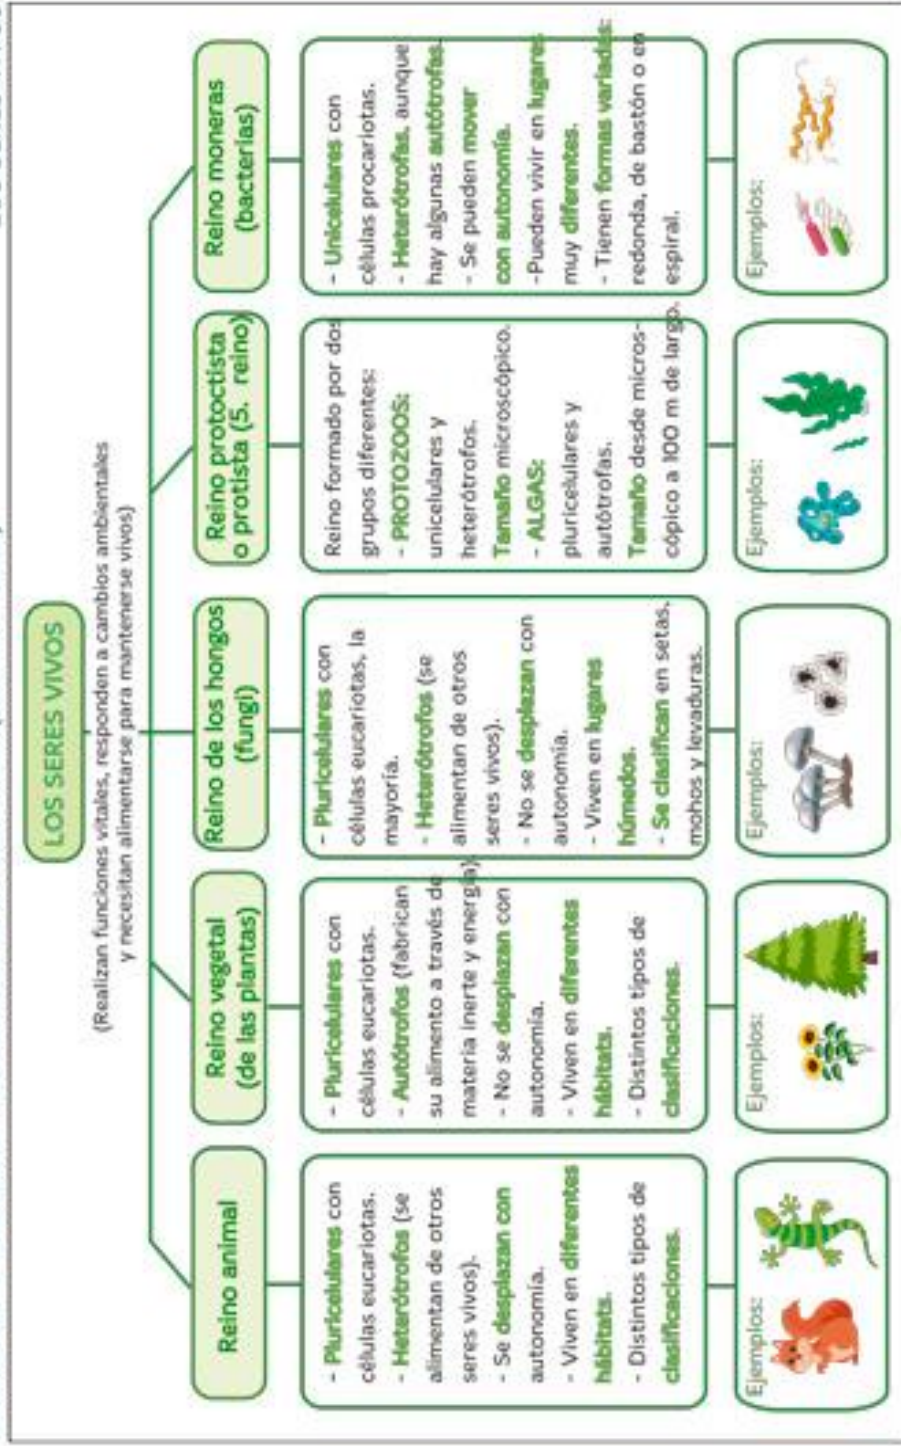 LOS SERES VIVOS
(Realizan funciones vitales, responden a cambios ambientales
y necesitan alimentarse para mantenerse vivos)
Reino animal
- Pluricelulares con
células eucariotas.
- Heterótrofos (se
alimentan de otros
seres vivos).
- Se desplazan con
autonomía.
- Viven en diferentes
hábitats.
- Distintos tipos de
clasificaciones.
Ejemplos:
Reino vegetal
(de las plantas)
- Pluricelulares con
células eucariotas.
- Autótrofos (fabrican
su alimento a través de
materia inerte y energía)
- No se desplazan con
autonomía.
- Viven en diferentes
hábitats.
- Distintos tipos de
clasificaciones.
Ejemplos:
Reino de los hongos
(fungi)
- Pluricelulares con
células eucariotas, la
mayoría.
- Heterótrofos (se
alimentan de otros
seres vivos).
- No se desplazan con
autonomía.
- Viven en lugares
húmedos.
- Se clasifican en setas,
mohos y levaduras.
Ejemplos:
Reino protoctista
o protista (5. reino)
Reino formado por dos
grupos diferentes:
- PROTOZOOS:
unicelulares y
heterótrofos.
Tamaño microscópico.
- ALGAS:
pluricelulares y
autótrofas.
Tamaño desde micros-
cópico a 100 m de largo.
Ejemplos:
Reino moneras
(bacterias)
- Unicelulares con
células procariotas.
- Heterótrofas, aunque
hay algunas autótrofas.
- Se pueden mover
con autonomía.
-Pueden vivir en lugares
muy diferentes.
- Tienen formas variadas:
redonda, de bastón o en
espiral.
Ejemplos: